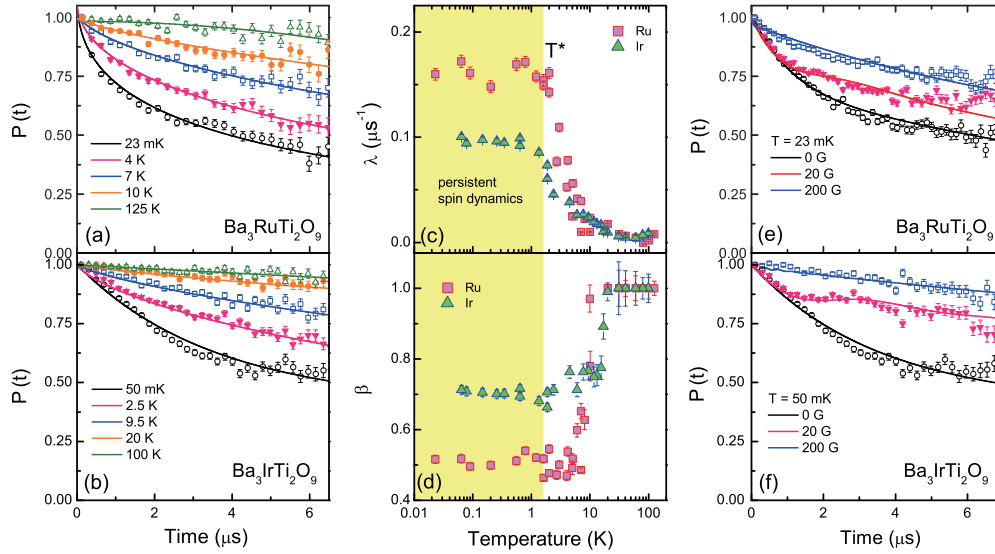 P (t)
1.00
0.75
0.50
0.25
0.00
23 mK
4 K
7 K
10 K
125 K
(a)
Ba3RuTi2O9
P (t)
1.00
0.75
0.50
0.25
0.00
50 mK
2.5 K
9.5 K
20 K
100 K
(b)
Ba3IrTi2O9
0
2
4
6
Time (μs)
λ (μs-1)
0.2
0.1
0.0
T*
Ru
Ir
persistent
spin dynamics
(c)
β
1.0
0.8
0.6
0.4
Ru
Ir
(d)
0.01
0.1
1
10
100
Temperature (K)
P(t)
1.00
0.75
0.50
0.25
0.00
T = 23 mK
0 G
20 G
200 G
(e)
Ba3RuTi2O9
P(t)
1.00
0.75
0.50
0.00
T = 50 mK
0 G
20 G
200 G
(f)
Ba3IrTi2O9
0
2
4
6
Time (μs)